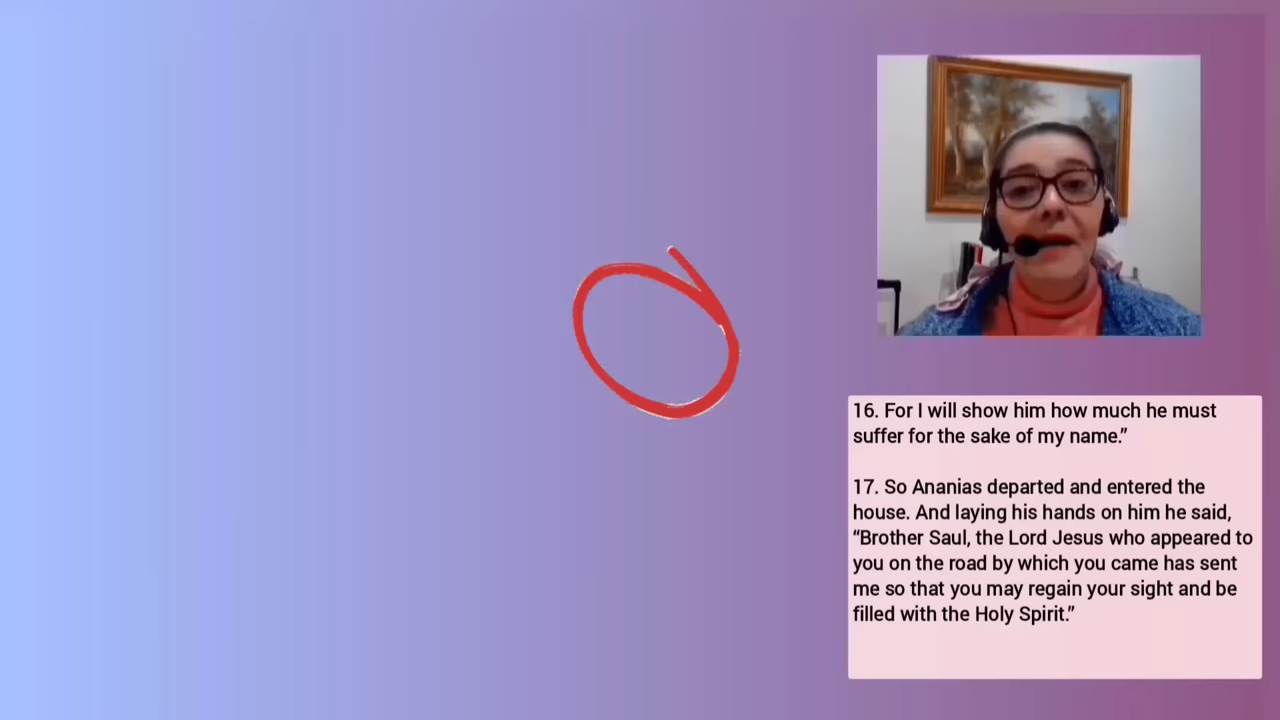 16. For I will show him how much he must
suffer for the sake of my name.”
17. So Ananias departed and entered the
house. And laying his hands on him he said,
“Brother Saul, the Lord Jesus who appeared to
you on the road by which you came has sent
me so that you may regain your sight and be
filled with the Holy Spirit.”